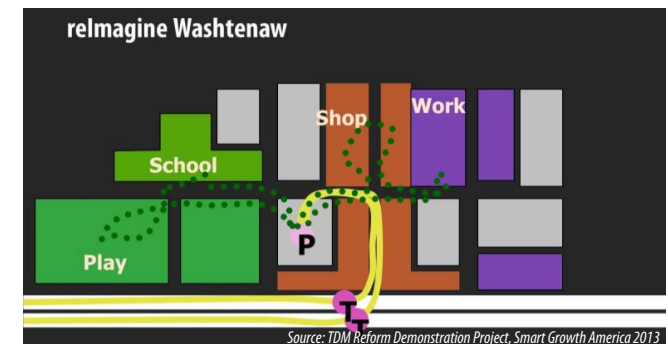 reImagine Washtenaw
Shop
Work
School
P
Play
T
T
Source: TDM Reform Demonstration Project, Smart Growth America 2013